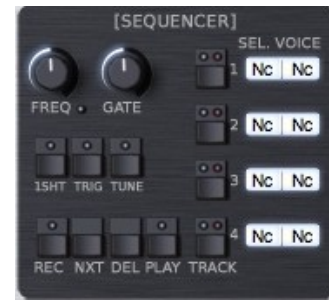 [SEQUENCER]
SEL. VOICE
1 Nc Nc
FREQ GATE
2 Nc Nc
1SHT TRIG TUNE
3 Nc Nc
4 Nc Nc
REC NXT DEL PLAY TRACK